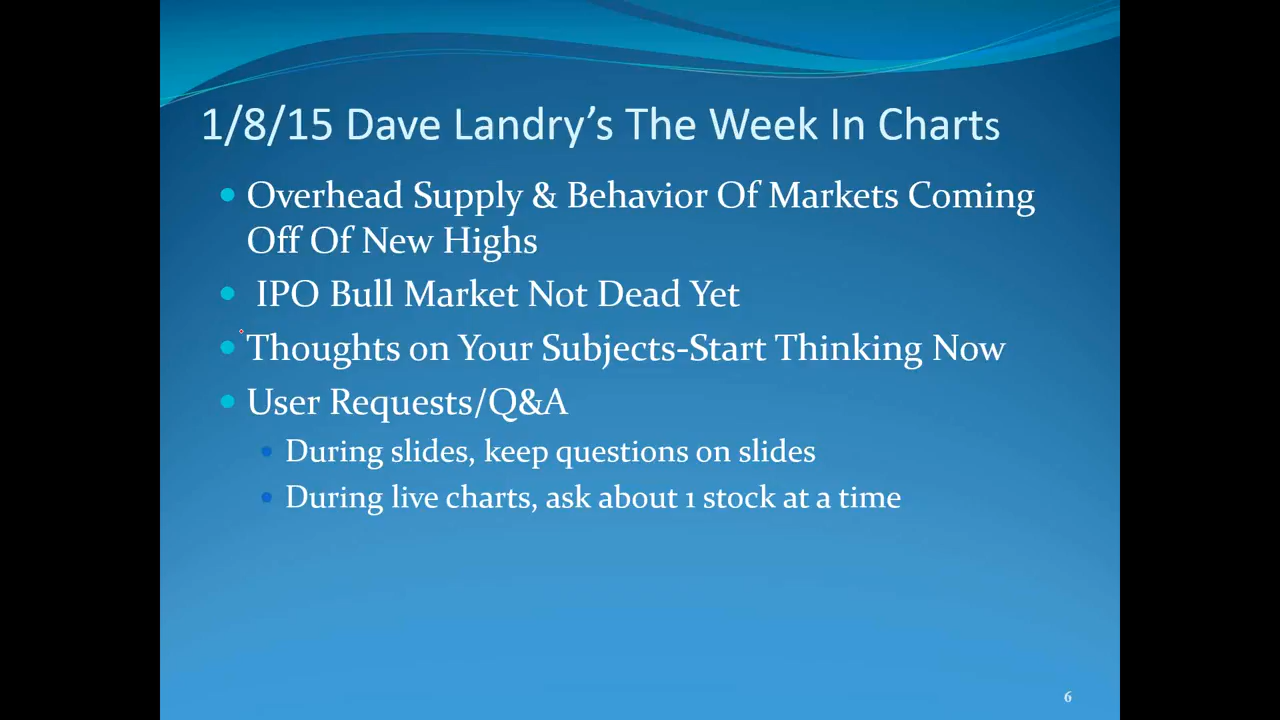 1/8/15 Dave Landry’s The Week In Charts
Overhead Supply & Behavior Of Markets Coming
Off Of New Highs
IPO Bull Market Not Dead Yet
Thoughts on Your Subjects-Start Thinking Now
User Requests/Q&A
During slides, keep questions on slides
During live charts, ask about 1 stock at a time
6